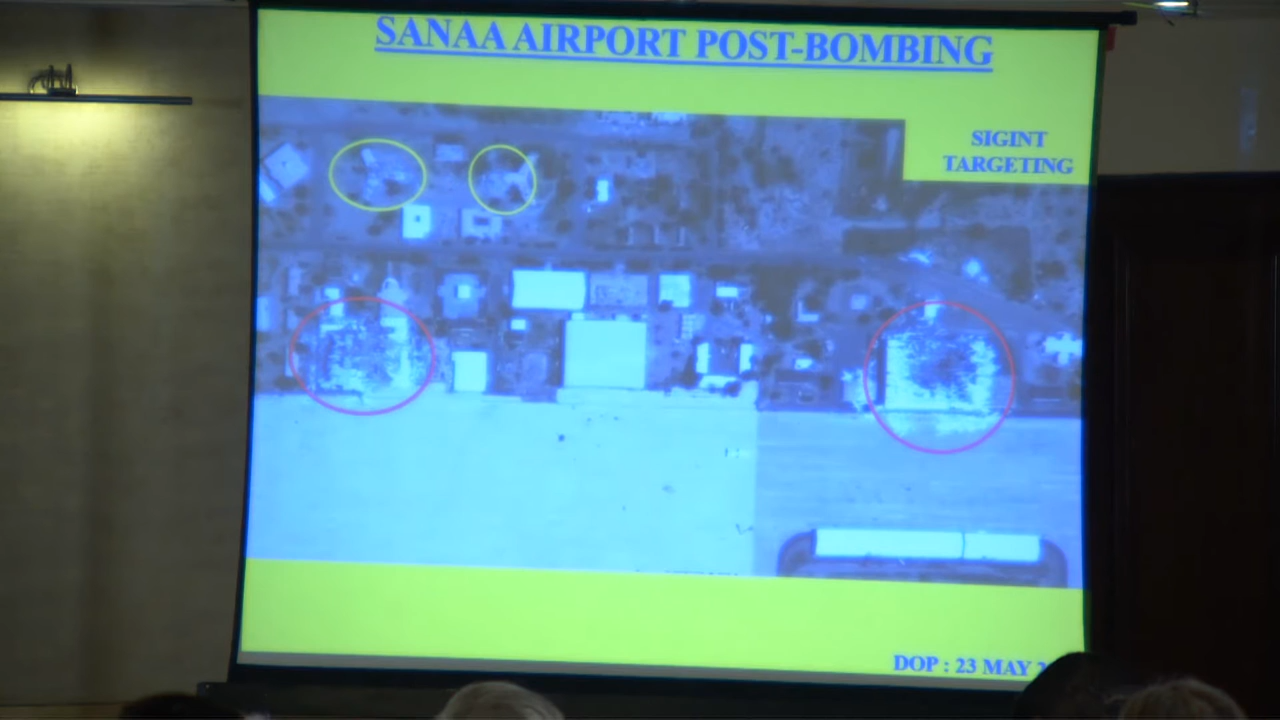 SANAA AIRPORT POST-BOMBING
SIGINT
TARGETING
DOP : 23 MAY